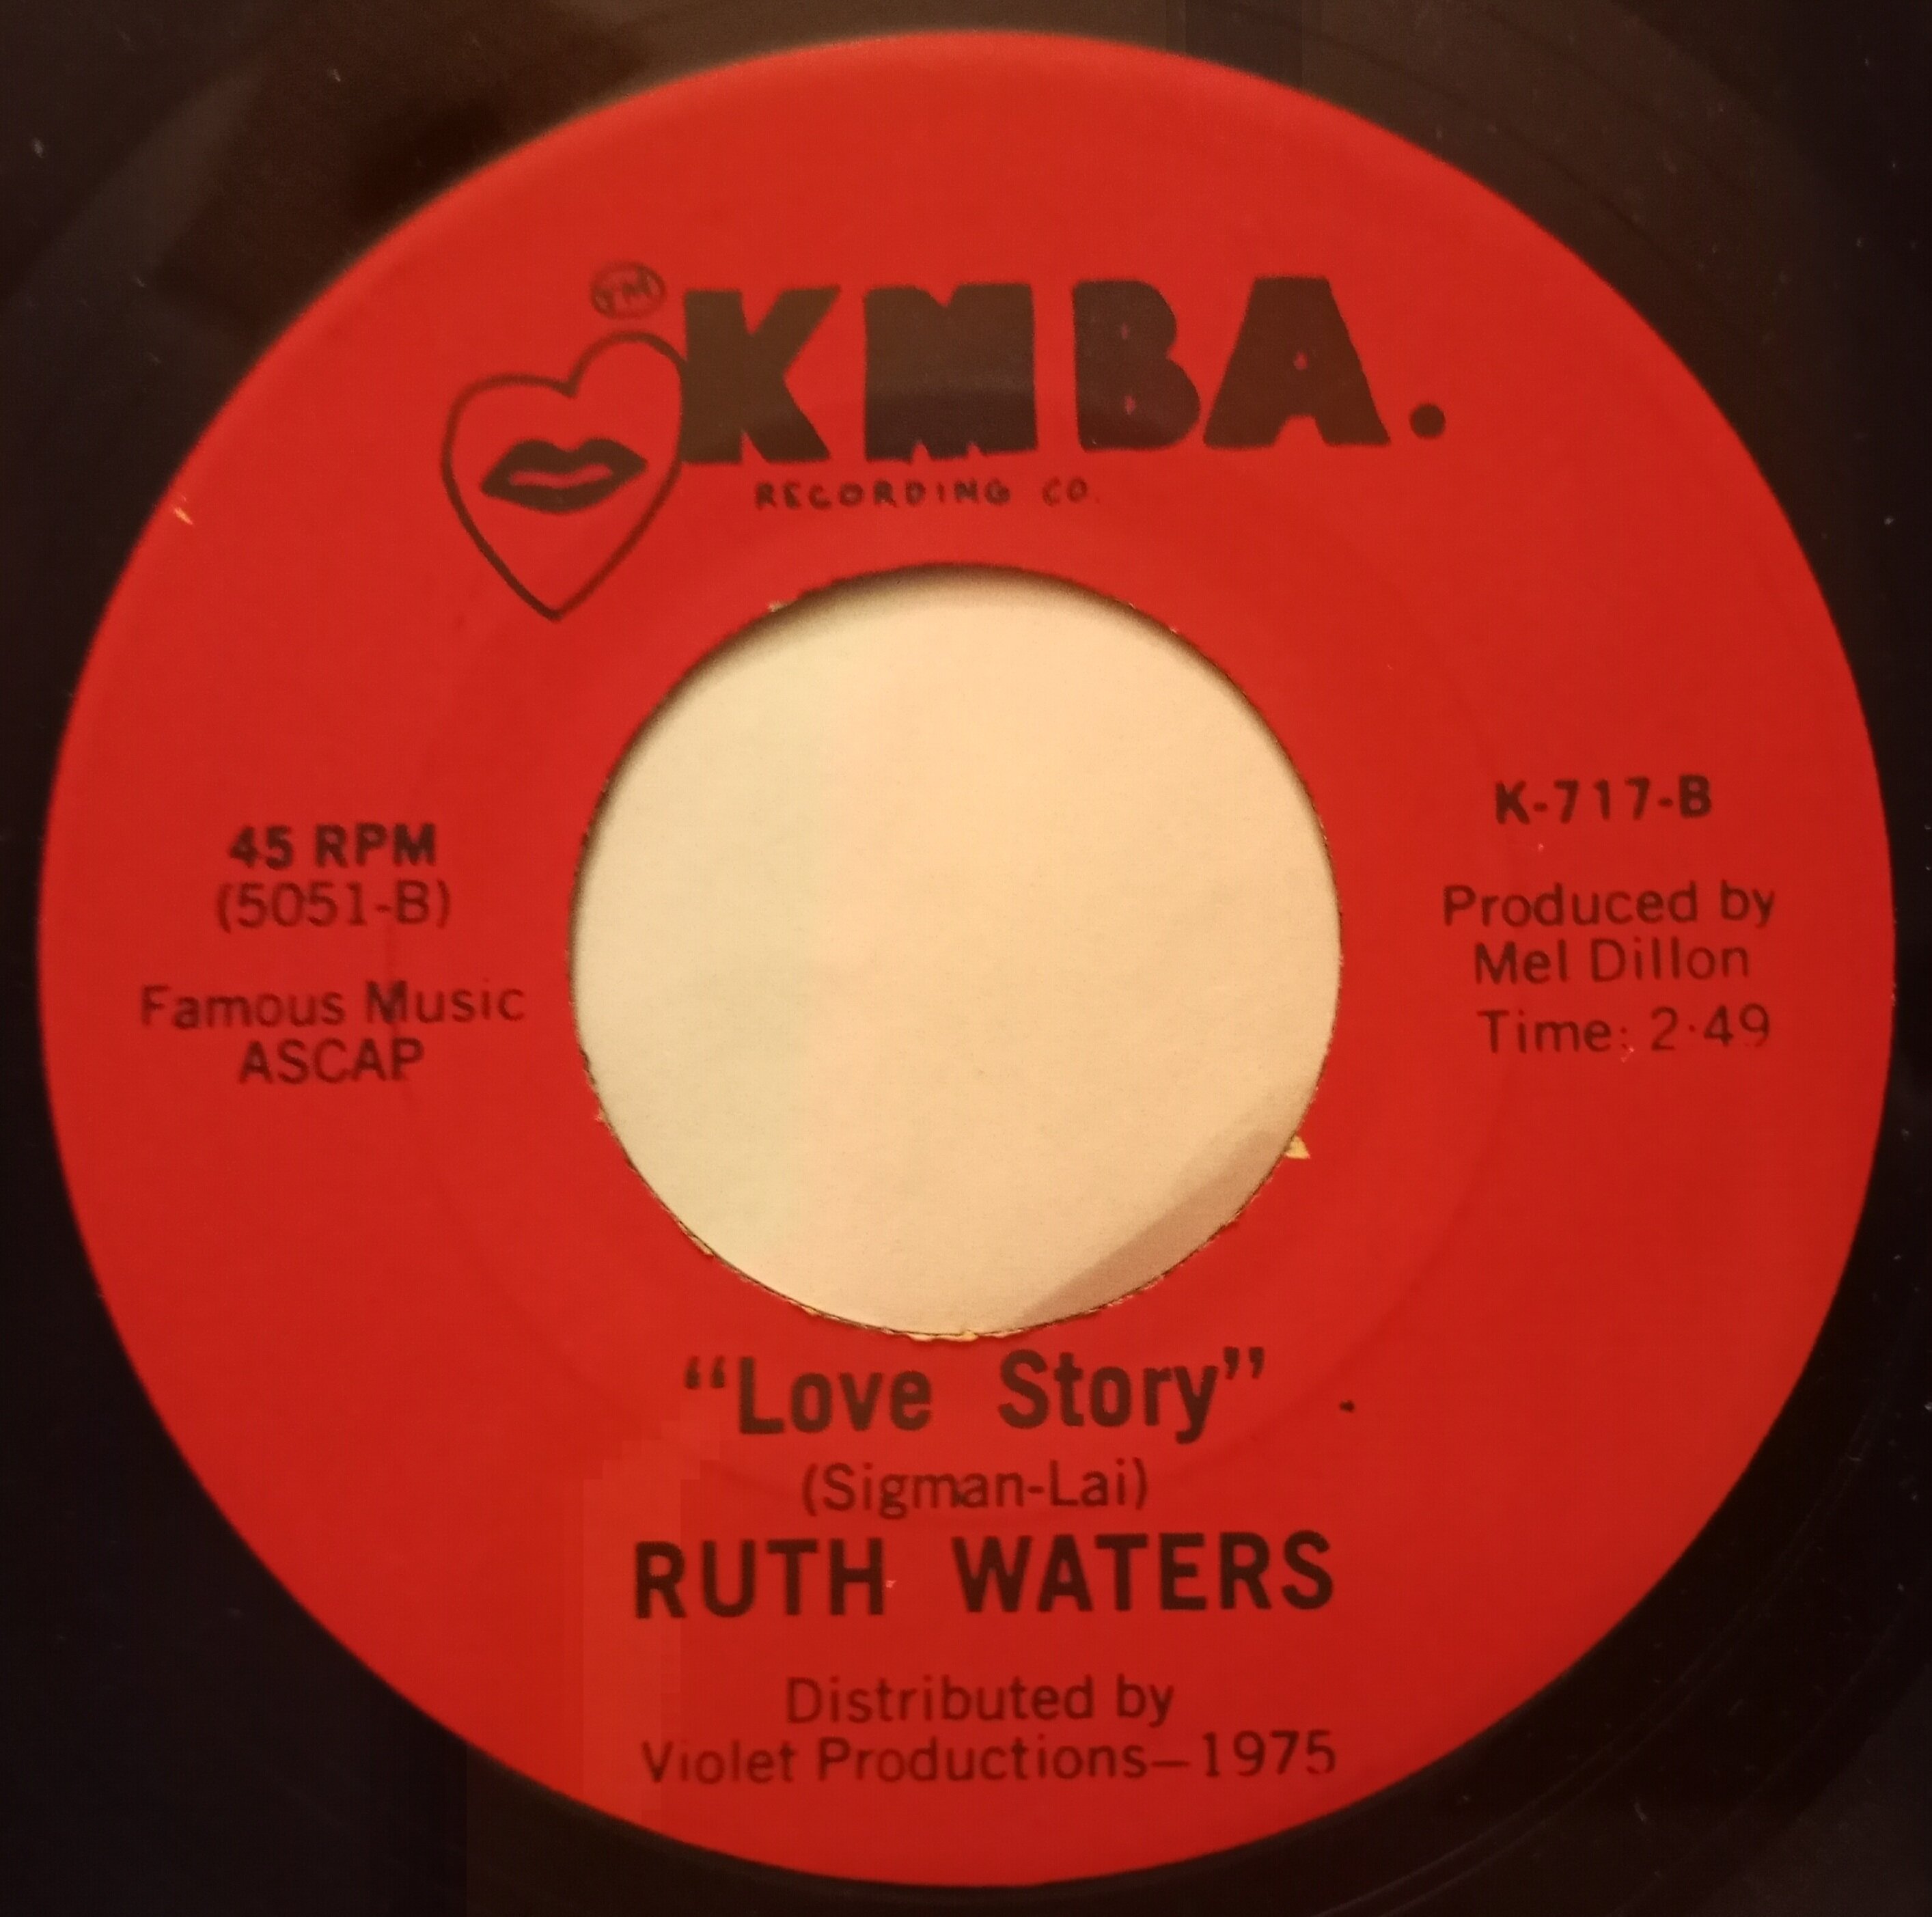 TM
KMBA.
RECORDING CO.
45 RPM
(5051-B)
Famous Music
ASCAP
K-717-B
Produced by
Mel Dillon
Time: 2:49
“Love Story”
(Sigman-Lai)
RUTH WATERS
Distributed by
Violet Productions—1975